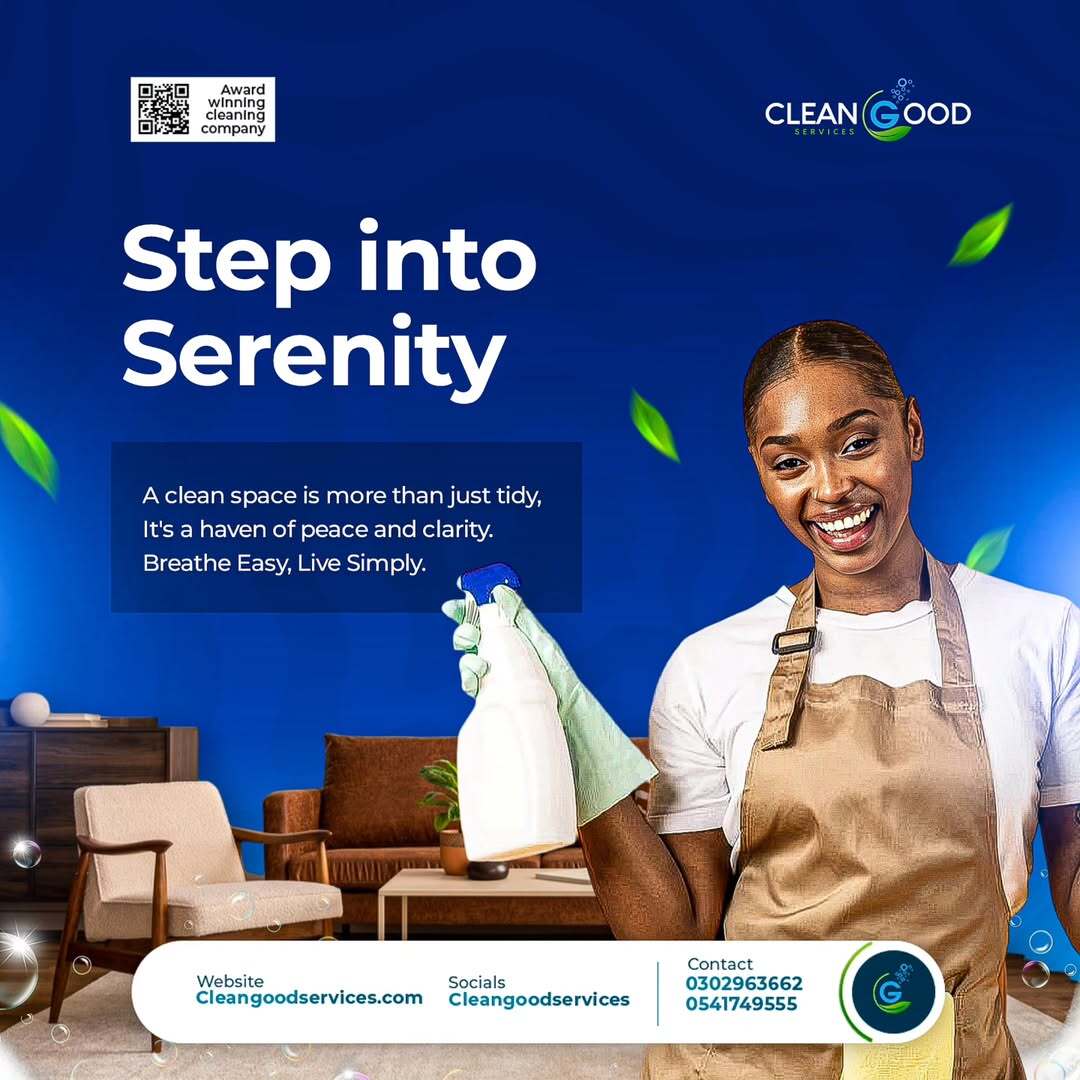 Award
winning
cleaning
company
CLEAN GOOD
SERVICES
Step into
Serenity
A clean space is more than just tidy,
It's a haven of peace and clarity.
Breathe Easy, Live Simply.
Website
Cleangoodservices.com
Socials
Cleangoodservices
Contact
0302963662
0541749555
G